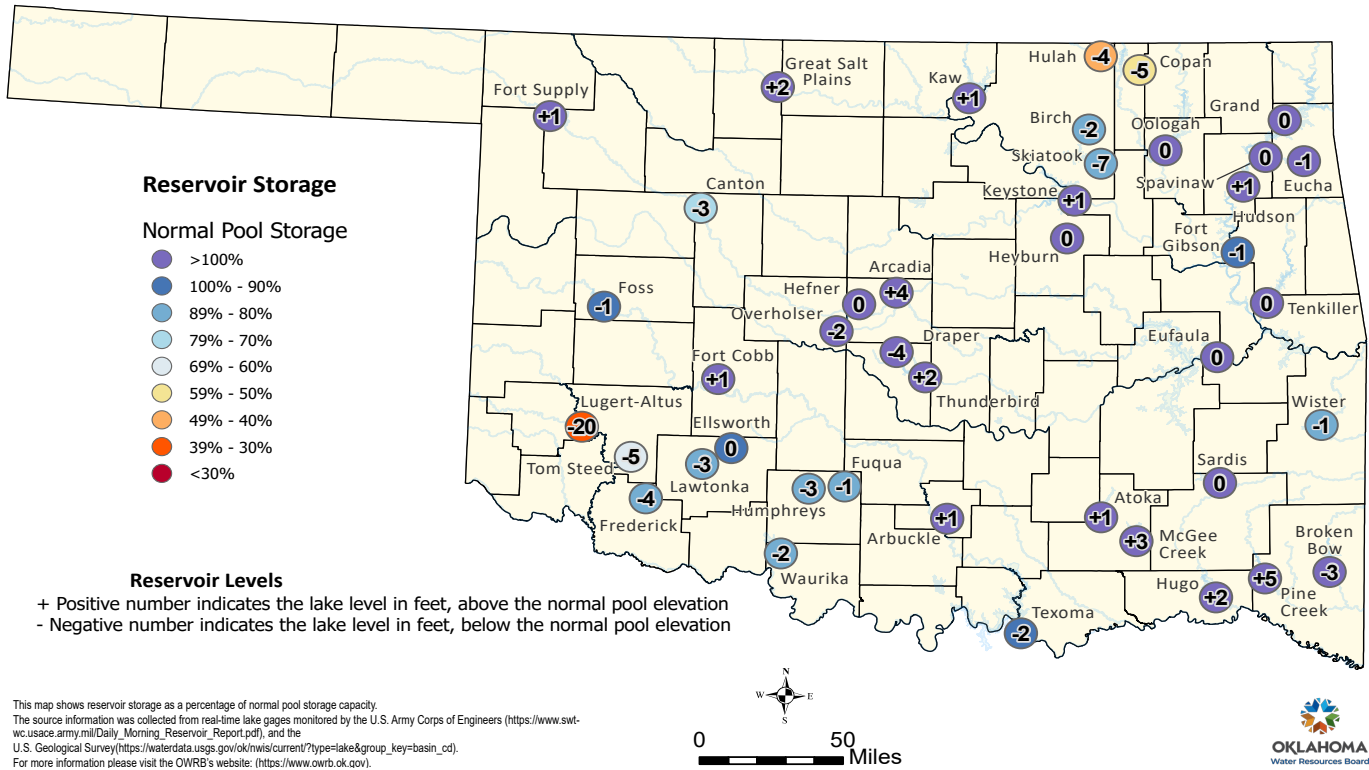 Hulah
-4
Copan
-5
Great Salt
Plains
+2
Kaw
+1
Fort Supply
+1
Grand
0
Birch
-2
Oologah
0
Skiatook
-7
Spavinaw
0
-1
Eucha
Reservoir Storage
Canton
-3
Keystone
+1
+1
Hudson
Normal Pool Storage
>100%
100% - 90%
89% - 80%
79% - 70%
69% - 60%
59% - 50%
49% - 40%
39% - 30%
<30%
Heyburn
0
Fort
Gibson
-1
Arcadia
+4
Foss
-1
Hefner
0
Overholser
-2
0
Tenkiller
Draper
-4
Eufaula
0
Fort Cobb
+1
+2
Thunderbird
Lugert-Altus
-20
Ellsworth
0
Wister
-1
Tom Steed
-5
-3
Lawtonka
Fuqua
-1
Sardis
0
-4
Frederick
-3
Humphreys
Arbuckle
+1
Atoka
+1
+3
McGee
Creek
Broken
Bow
-3
-2
Waurika
Hugo
+2
+5
Pine
Creek
Texoma
-2
Reservoir Levels
+ Positive number indicates the lake level in feet, above the normal pool elevation
- Negative number indicates the lake level in feet, below the normal pool elevation
N
W E
S
This map shows reservoir storage as a percentage of normal pool storage capacity.
The source information was collected from real-time lake gages monitored by the U.S. Army Corps of Engineers (https://www.swt-
wc.usace.army.mil/Daily_Morning_Reservoir_Report.pdf), and the
U.S. Geological Survey(https://waterdata.usgs.gov/ok/nwis/current/?type=lake&group_key=basin_cd).
For more information please visit the OWRB's website: (https://www.owrb.ok.gov).
0 50
Miles
OKLAHOMA
Water Resources Board